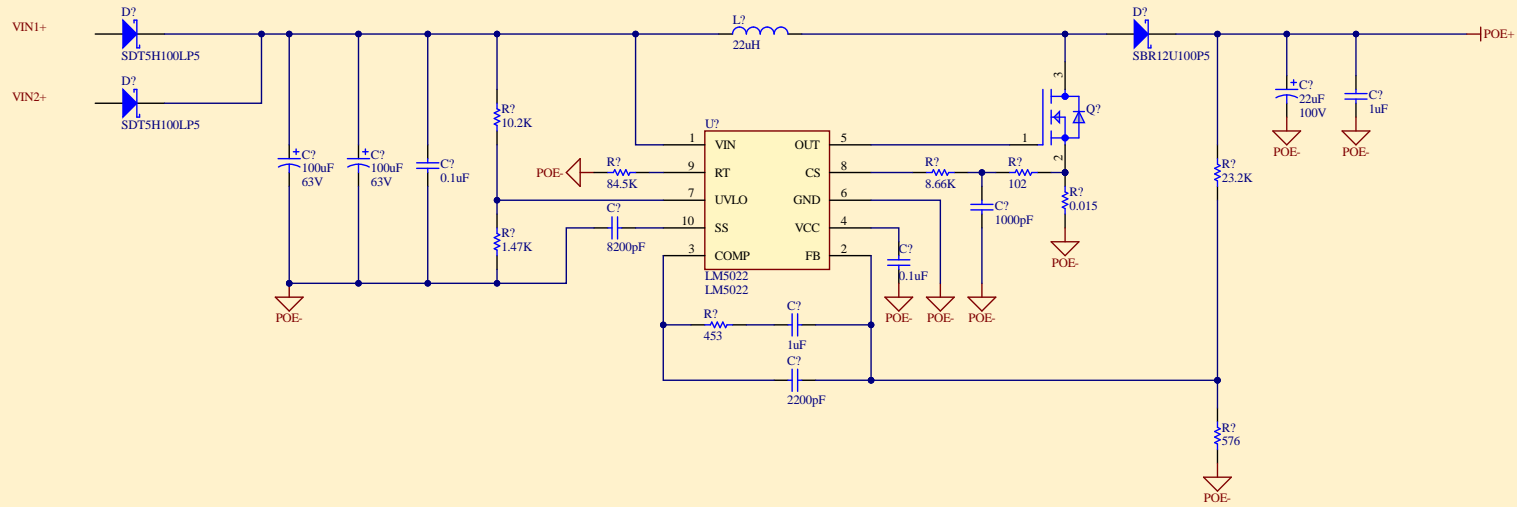 VIN1+
D?
SDT5H100LP5
VIN2+
D?
SDT5H100LP5
C?
100uF
63V
C?
100uF
63V
C?
0.1uF
POE-
R?
10.2K
R?
1.47K
POE-
R?
84.5K
C?
8200pF
L?
22uH
U?
1 VIN OUT 5
9 RT CS 8
7 UVLO GND 6
10 SS VCC 4
3 COMP FB 2
LM5022
LM5022
R?
453
C?
1uF
C?
2200pF
C?
0.1uF
POE-
POE-
R?
8.66K
C?
1000pF
POE-
R?
102
3
1
2
Q?
R?
0.015
POE-
D?
SBR12U100P5
R?
23.2K
R?
576
POE-
C?
22uF
100V
POE-
C?
1uF
POE-
POE+